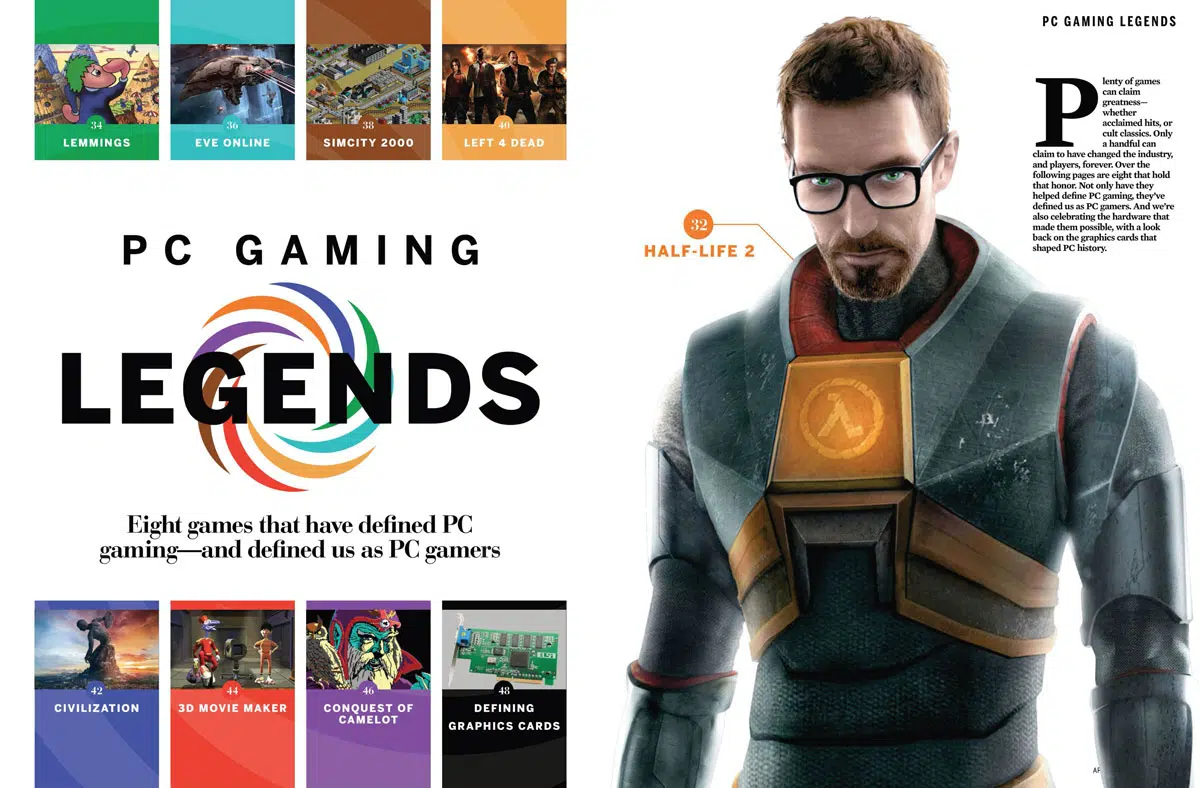 34
LEMMINGS
36
EVE ONLINE
38
SIMCITY 2000
40
LEFT 4 DEAD
PC GAMING
LEGENDS
Eight games that have defined PC
gaming—and defined us as PC gamers
42
CIVILIZATION
44
3D MOVIE MAKER
46
CONQUEST OF
CAMELOT
48
DEFINING
GRAPHICS CARDS
PC GAMING LEGENDS
32
HALF-LIFE 2
Plenty of games
can claim
greatness—
whether
acclaimed hits, or
cult classics. Only
a handful can
claim to have changed the industry,
and players, forever. Over the
following pages are eight that hold
that honor. Not only have they
helped define PC gaming, they’ve
defined us as PC gamers. And we’re
also celebrating the hardware that
made them possible, with a look
back on the graphics cards that
shaped PC history.